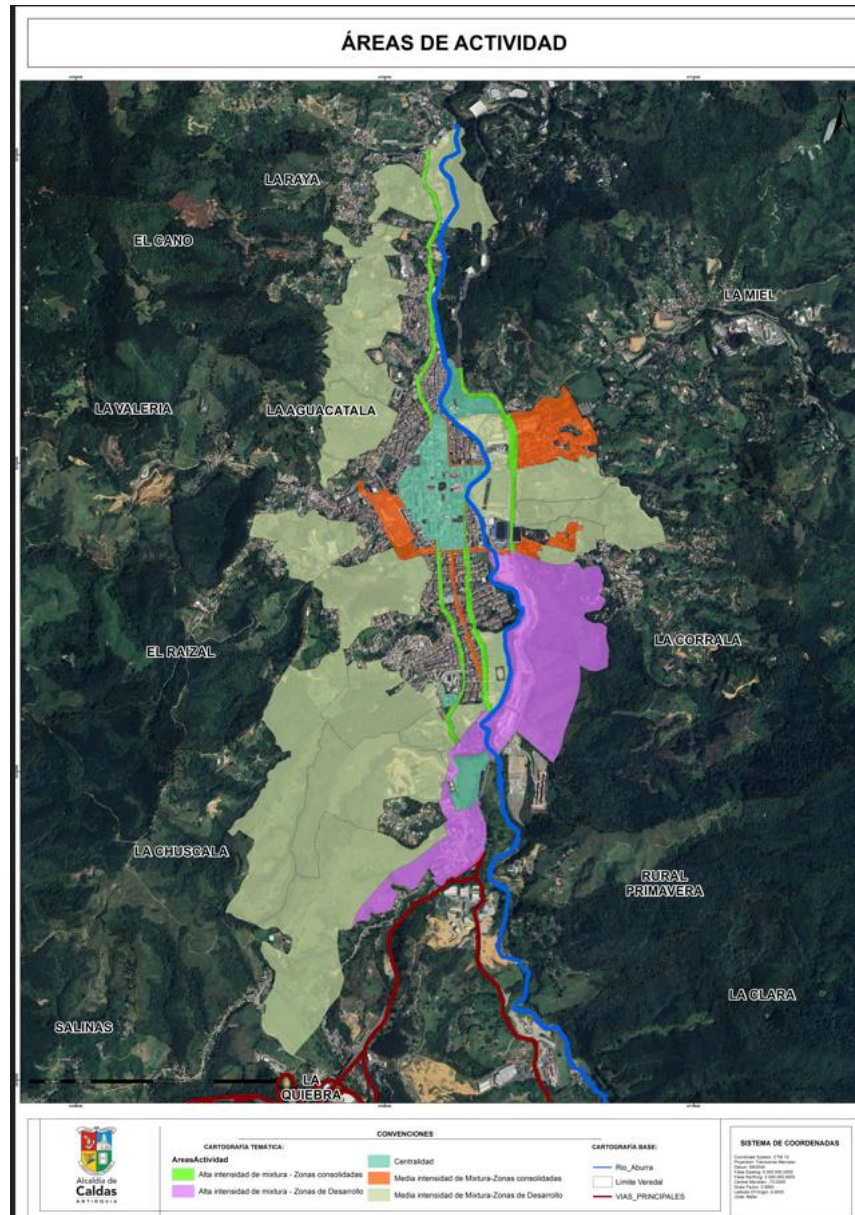 ÁREAS DE ACTIVIDAD
LA RAYA
EL CANO
LA MIEL
LA VALERIA
LA AGUACATALA
EL RAIZAL
LA CORRALA
LA CHUSCALA
RURAL
PRIMAVERA
LA CLARA
SALINAS
LA
QUIEBRA
CONVENCIONES
CARTOGRAFÍA TEMÁTICA:
AreasActividad
Alta intensidad de mixtura - Zonas consolidadas
Alta intensidad de mixtura - Zonas de Desarrollo
Centralidad
Media intensidad de Mixtura-Zonas consolidadas
Media intensidad de Mixtura-Zonas de Desarrollo
CARTOGRAFÍA BASE:
Rio_Aburra
Límite Veredal
VIAS_PRINCIPALES
SISTEMA DE COORDENADAS
Alcaldía de
Caldas
ANTIOQUIA